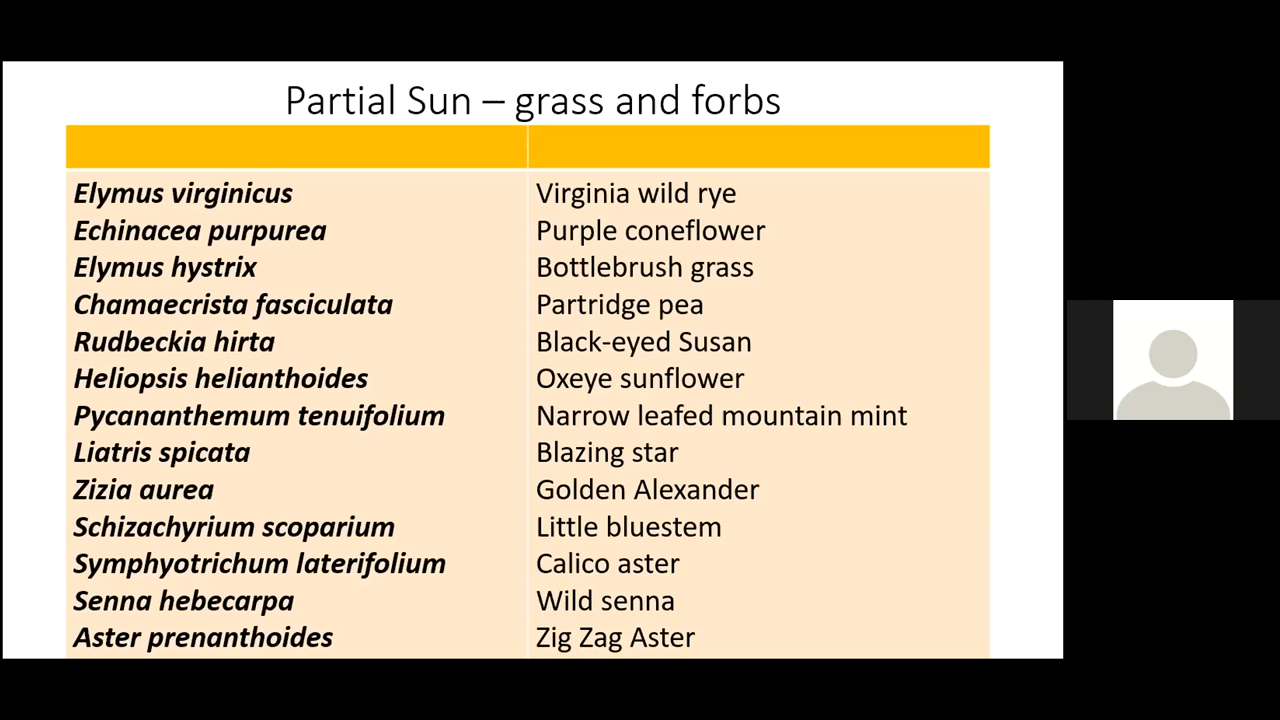 Partial Sun – grass and forbs
Elymus virginicus Virginia wild rye
Echinacea purpurea Purple coneflower
Elymus hystrix Bottlebrush grass
Chamaecrista fasciculata Partridge pea
Rudbeckia hirta Black-eyed Susan
Heliopsis helianthoides Oxeye sunflower
Pycananthemum tenuifolium Narrow leafed mountain mint
Liatris spicata Blazing star
Zizia aurea Golden Alexander
Schizachyrium scoparium Little bluestem
Symphyotrichum laterifolium Calico aster
Senna hebecarpa Wild senna
Aster prenanthoides Zig Zag Aster